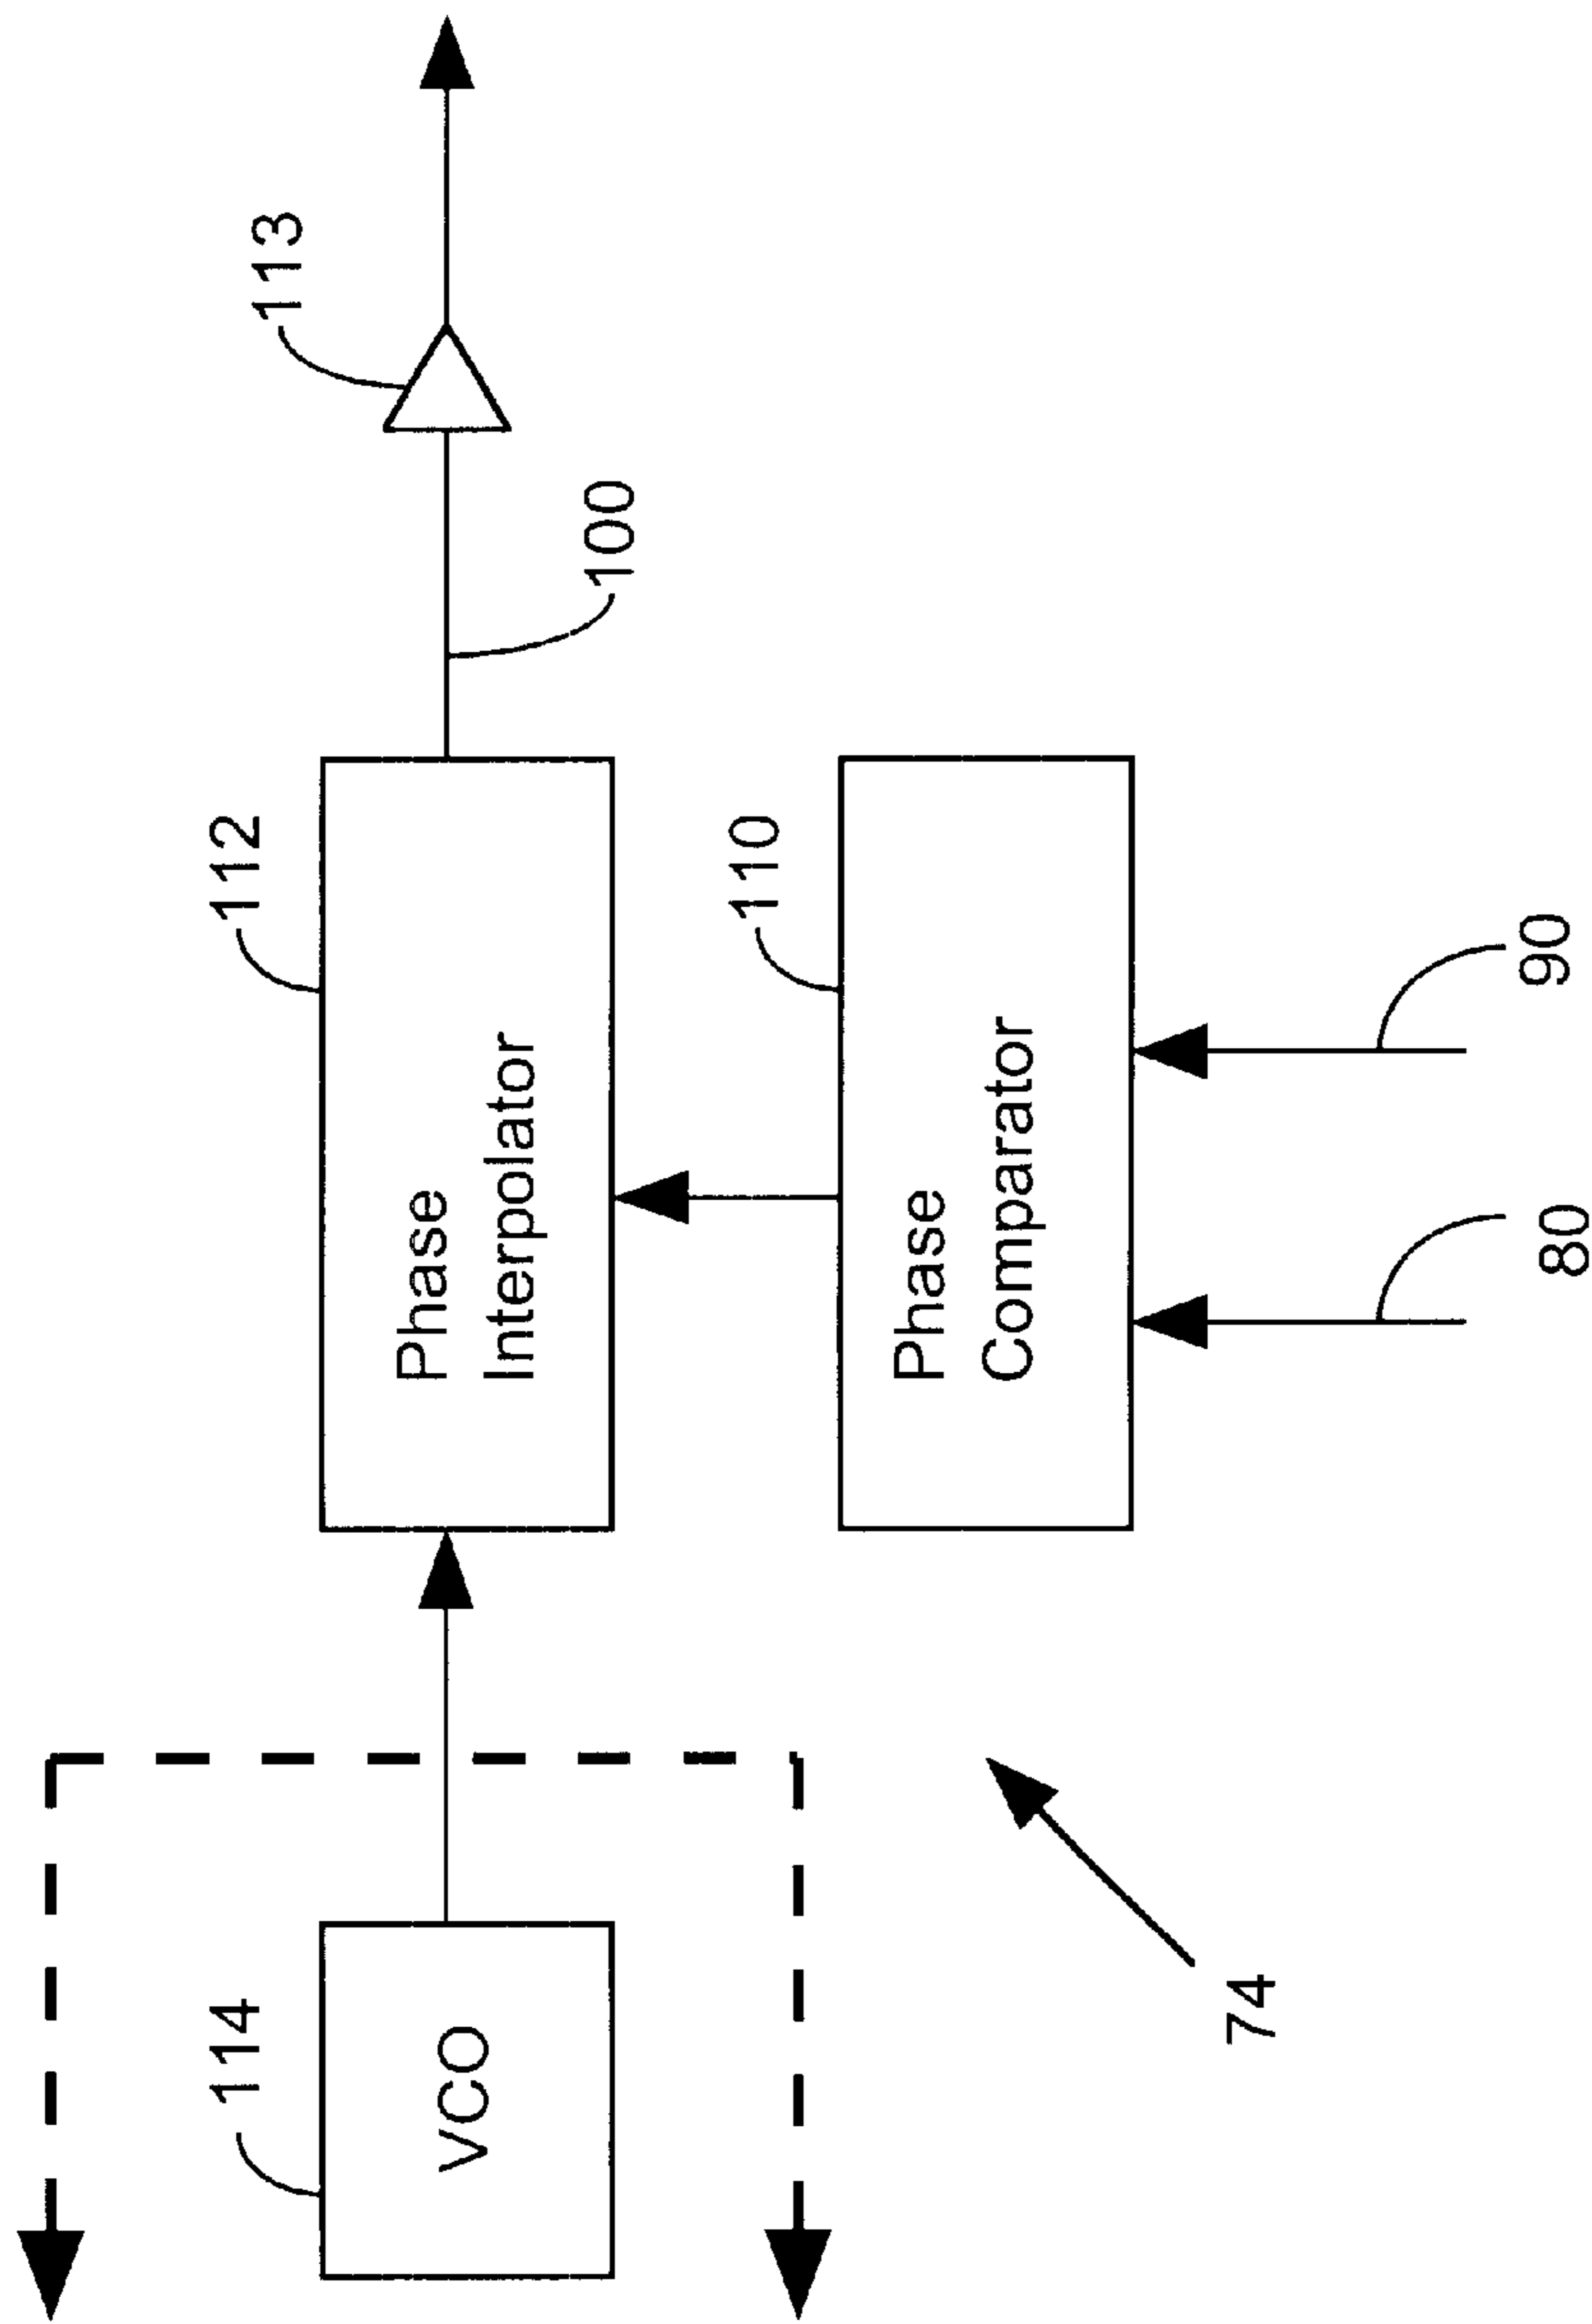 114
VCO
112
Phase
Interpolator
113
100
110
Phase
Comparator
74
80
90